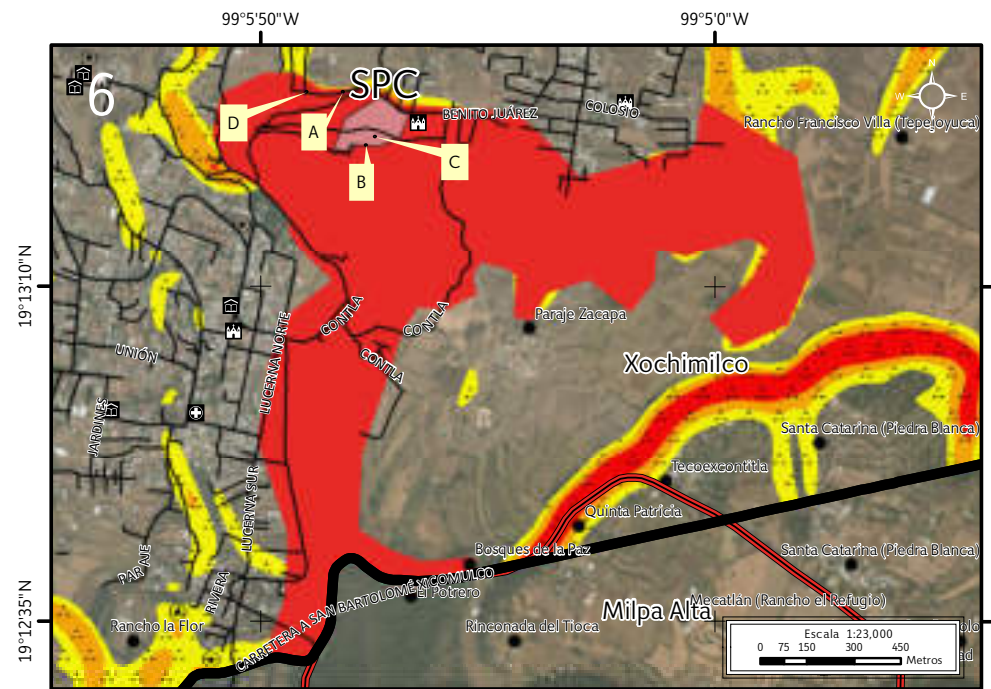 99°5'50"W
99°5'0"W
6
SPC
N
W
E
S
D
A
BENITO JUÁREZ
COLOSIO
Rancho Francisco Villa (Tepejoyuca)
C
B
19°13'10"N
CONTLA
CONTLA
CONTLA
Paraje Zacapa
LUCERNA NORTE
UNIÓN
Xochimilco
JARDINES
Santa Catarina (Piedra Blanca)
Tecoexcontitla
LUCERNA SUR
Quinta Patricia
Bosques de la Paz
Santa Catarina (Piedra Blanca)
PARAJE
RIVERA
CARRETERA A SAN BARTOLOMÉ XICOMULCO
El Potrero
Mecatlán (Rancho el Refugio)
Milpa Alta
19°12'35"N
Rancho la Flor
Rinconada del Tioca
Escala 1:23,000
0 75 150 300 450
Metros